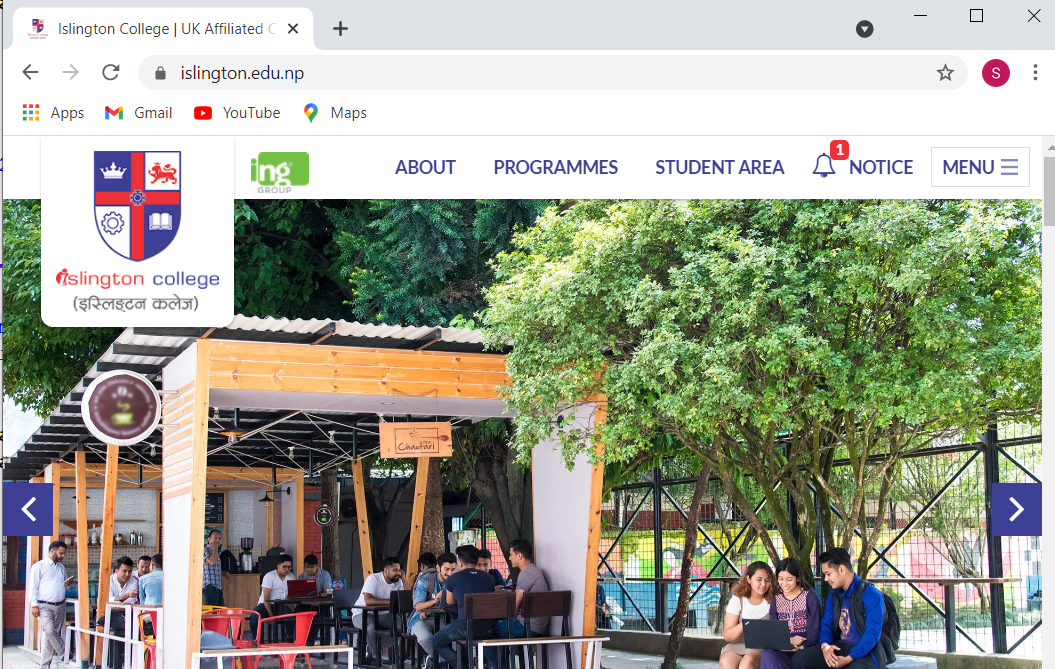 Islington College | UK Affiliated C
islington.edu.np
S
Apps Gmail YouTube Maps
ing
GROUP
ABOUT PROGRAMMES STUDENT AREA 1 NOTICE MENU
islington college
(इस्लिङ्टन कलेज)
Chautari